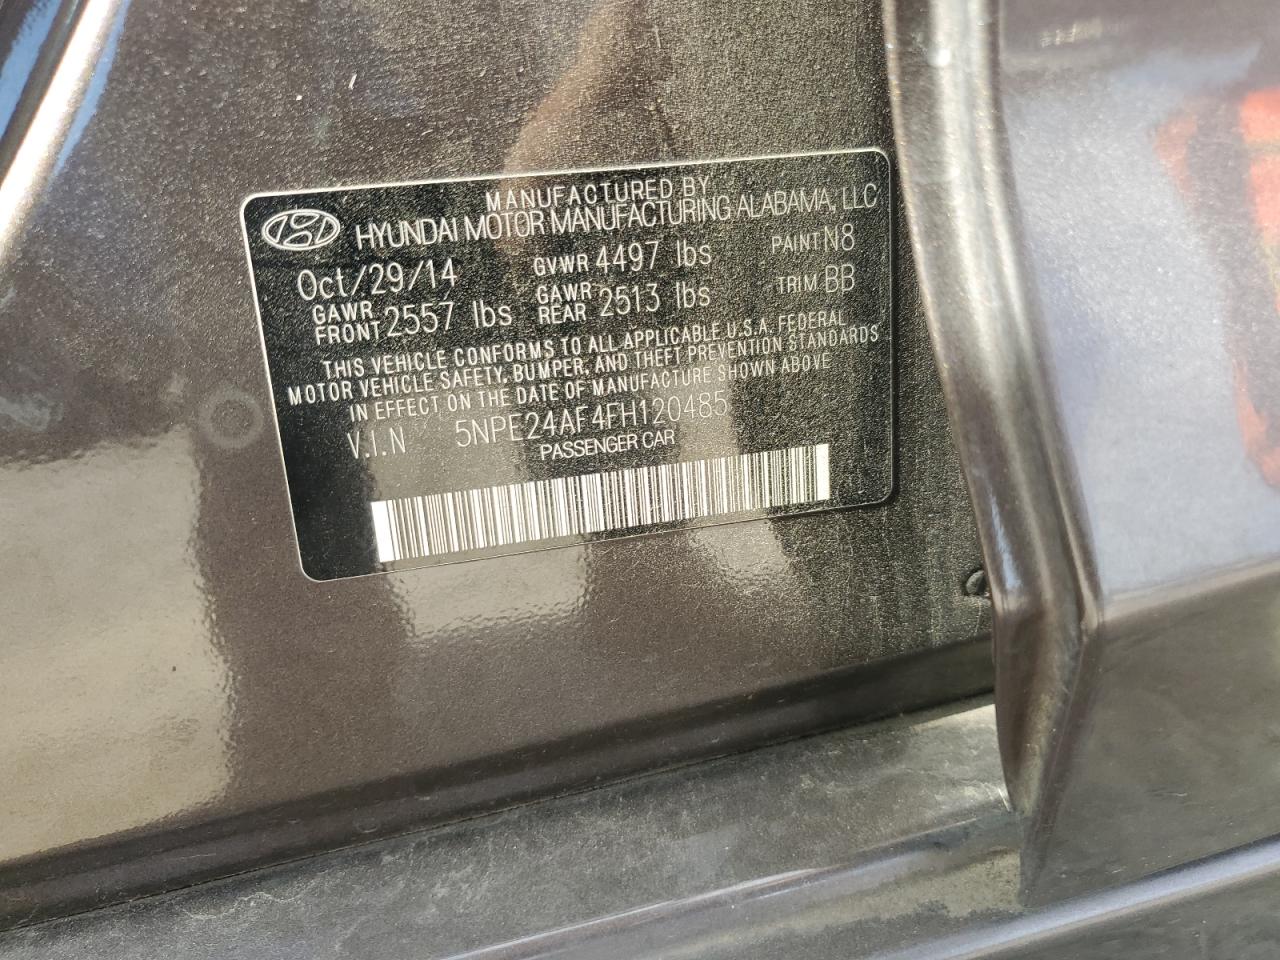 MANUFACTURED BY
HYUNDAI MOTOR MANUFACTURING ALABAMA, LLC
Oct/29/14 GVWR 4497 lbs PAINT N8
GAWR FRONT 2557 lbs GAWR REAR 2513 lbs TRIM BB
THIS VEHICLE CONFORMS TO ALL APPLICABLE U.S.A. FEDERAL
MOTOR VEHICLE SAFETY, BUMPER, AND THEFT PREVENTION STANDARDS
IN EFFECT ON THE DATE OF MANUFACTURE SHOWN ABOVE
V.I.N 5NPE24AF4FH120485
PASSENGER CAR